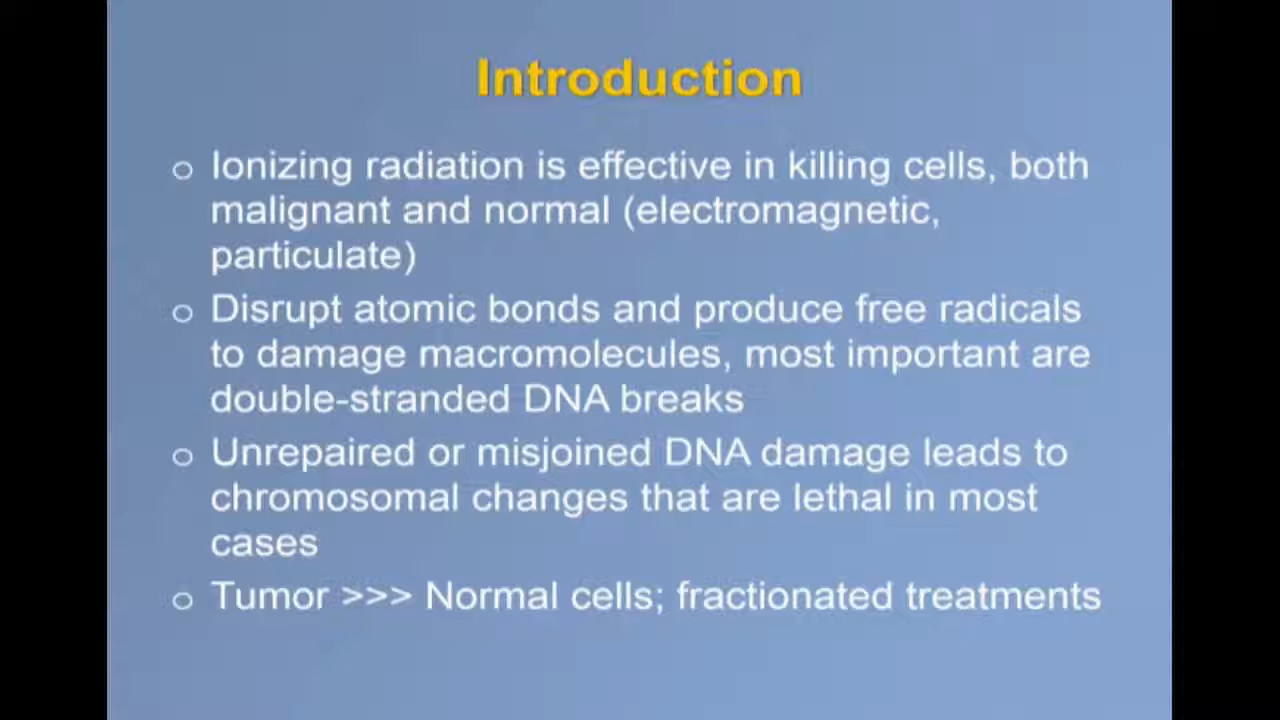 Introduction
o Ionizing radiation is effective in killing cells, both
malignant and normal (electromagnetic,
particulate)
o Disrupt atomic bonds and produce free radicals
to damage macromolecules, most important are
double-stranded DNA breaks
o Unrepaired or misjoined DNA damage leads to
chromosomal changes that are lethal in most
cases
o Tumor >>> Normal cells; fractionated treatments